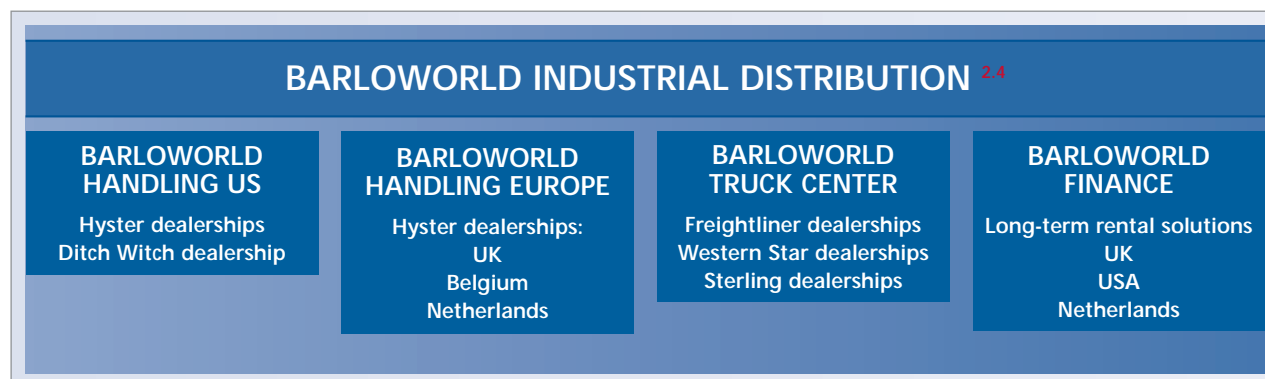 BARLOWORLD INDUSTRIAL DISTRIBUTION 2.4
BARLOWORLD
HANDLING US
Hyster dealerships
Ditch Witch dealership
BARLOWORLD
HANDLING EUROPE
Hyster dealerships:
UK
Belgium
Netherlands
BARLOWORLD
TRUCK CENTER
Freightliner dealerships
Western Star dealerships
Sterling dealerships
BARLOWORLD
FINANCE
Long-term rental solutions
UK
USA
Netherlands